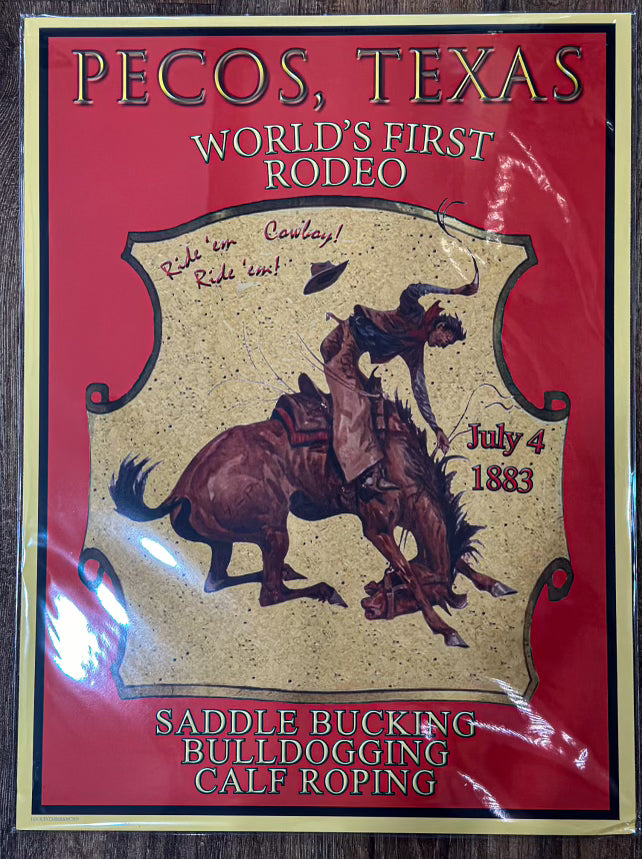 PECOS, TEXAS
WORLD'S FIRST
RODEO
Ride 'em Cowboy!
Ride 'em!
July 4
1883
SADDLE BUCKING
BULLDOGGING
CALF ROPING